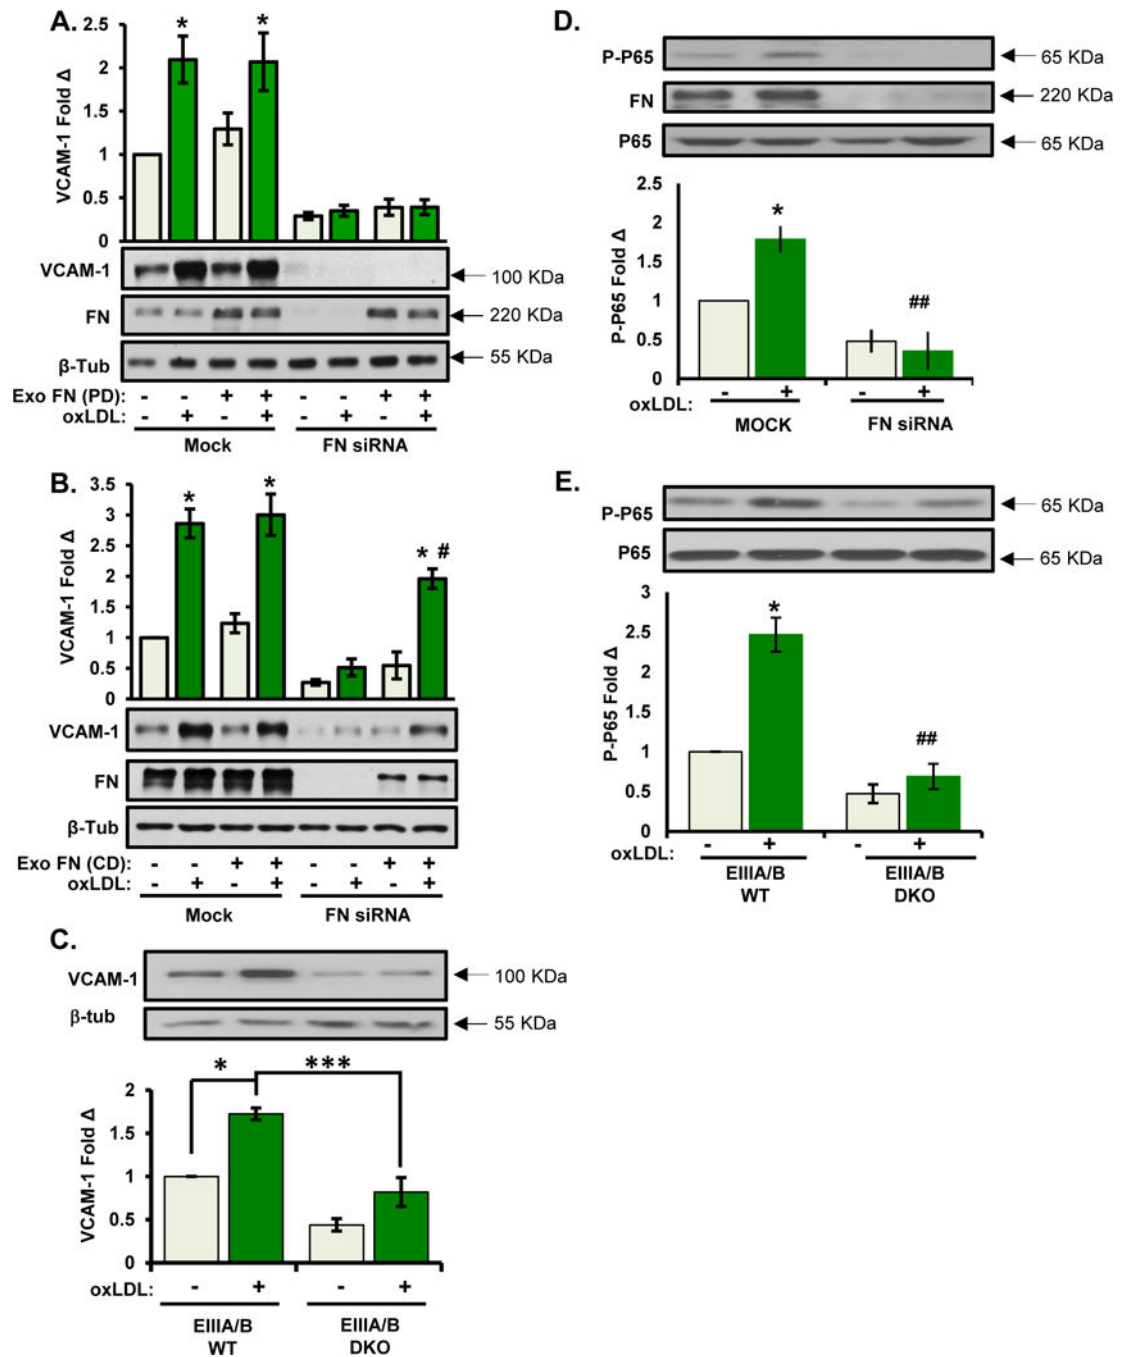 A.
VCAM-1 Fold Δ
2.5
2
1.5
1
0.5
0
* *
VCAM-1
100 KDa
FN
220 KDa
β-Tub
55 KDa
Exo FN (PD): - - + + - - + +
oxLDL: - + - + - + - +
Mock FN siRNA
B.
VCAM-1 Fold Δ
3.5
3
2.5
2
1.5
1
0.5
0
* * * #
VCAM-1
FN
β-Tub
Exo FN (CD): - - + + - - + +
oxLDL: - + - + - + - +
Mock FN siRNA
C.
VCAM-1
100 KDa
β-tub
55 KDa
* ***
VCAM-1 Fold Δ
2
1.5
1
0.5
0
oxLDL: - + - +
EIIIA/B EIIIA/B
WT DKO
D.
P-P65
65 KDa
FN
220 KDa
P65
65 KDa
P-P65 Fold Δ
2.5
2
1.5
1
0.5
0
* ##
oxLDL: - + - +
MOCK FN siRNA
E.
P-P65
65 KDa
P65
65 KDa
P-P65 Fold Δ
3
2.5
2
1.5
1
0.5
0
* ##
oxLDL: - + - +
EIIIA/B EIIIA/B
WT DKO